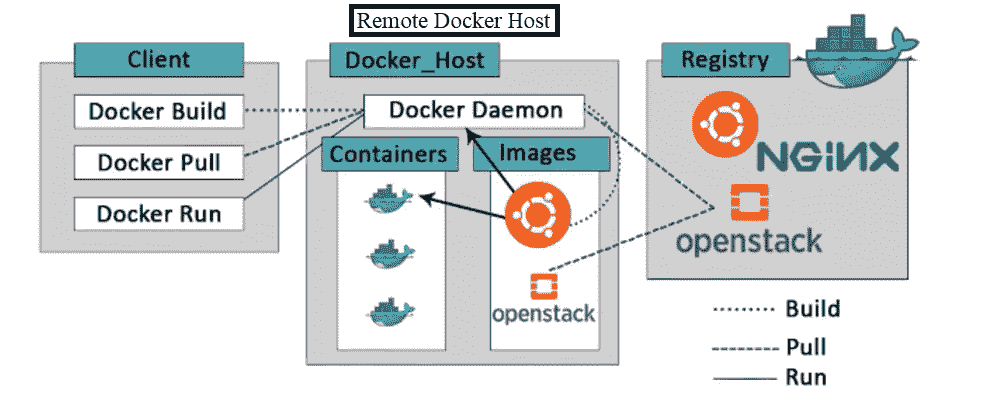 Remote Docker Host
Client
Docker Build
Docker Pull
Docker Run
Docker_Host
Docker Daemon
Containers
Images
openstack
Registry
NGINX
openstack
Build
Pull
Run